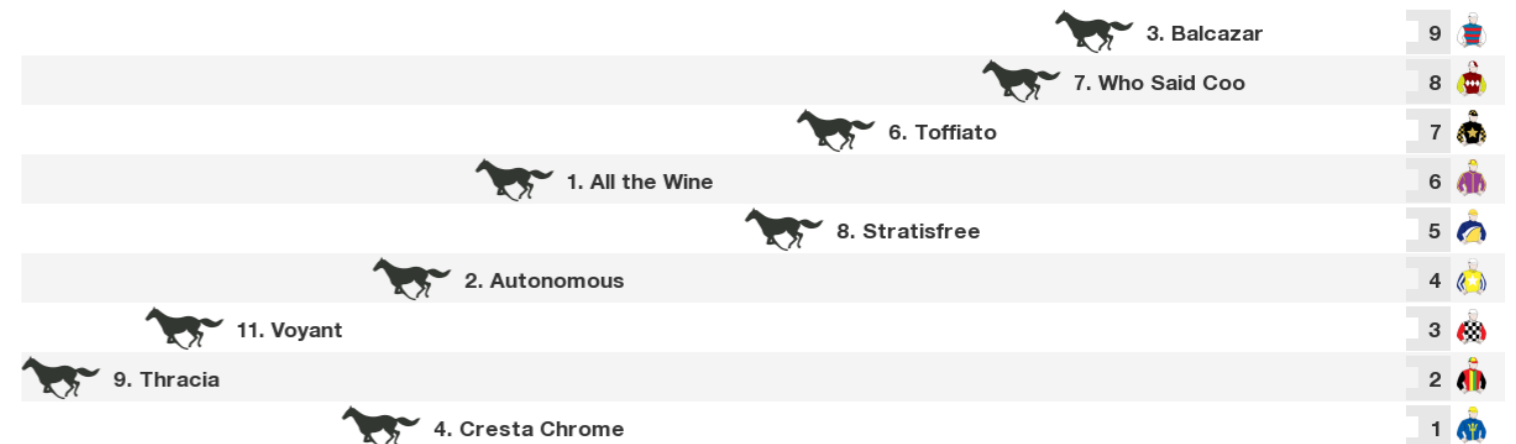 3. Balcazar 9
7. Who Said Coo 8
6. Toffiato 7
1. All the Wine 6
8. Stratisfree 5
2. Autonomous 4
11. Voyant 3
9. Thracia 2
4. Cresta Chrome 1